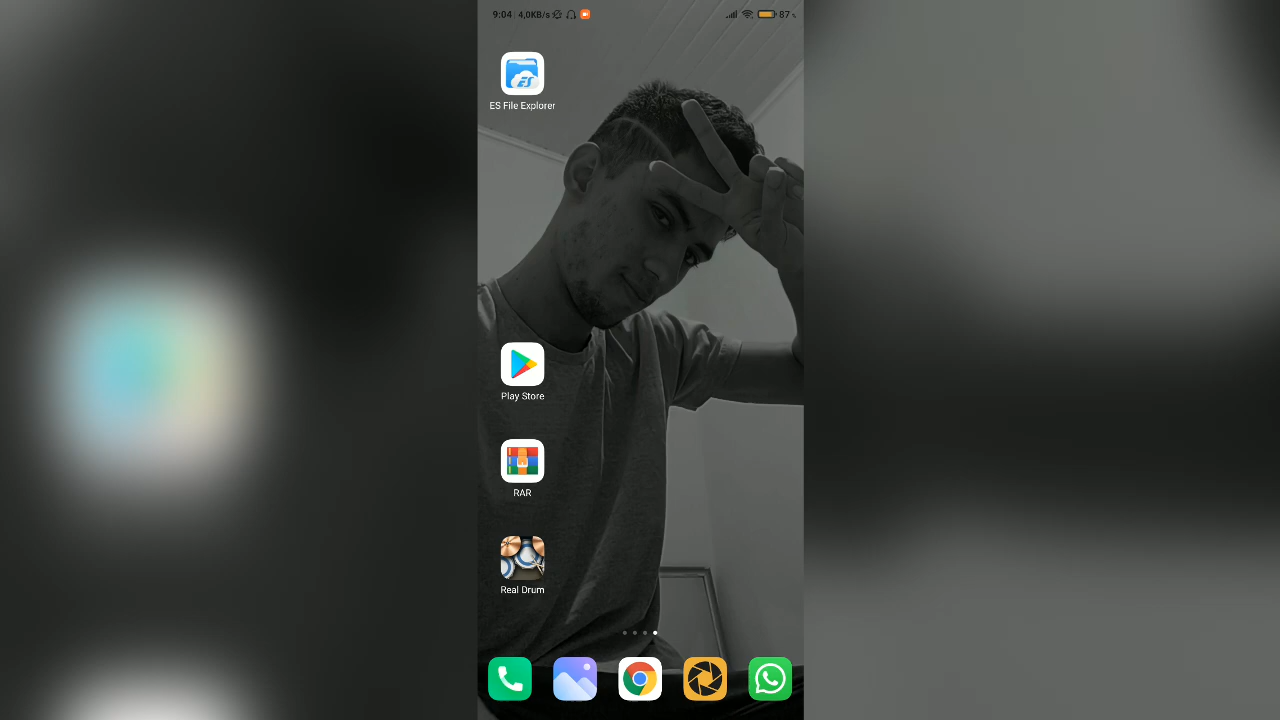 9:04 4,0KB/s 87
ES File Explorer
Play Store
RAR
Real Drum